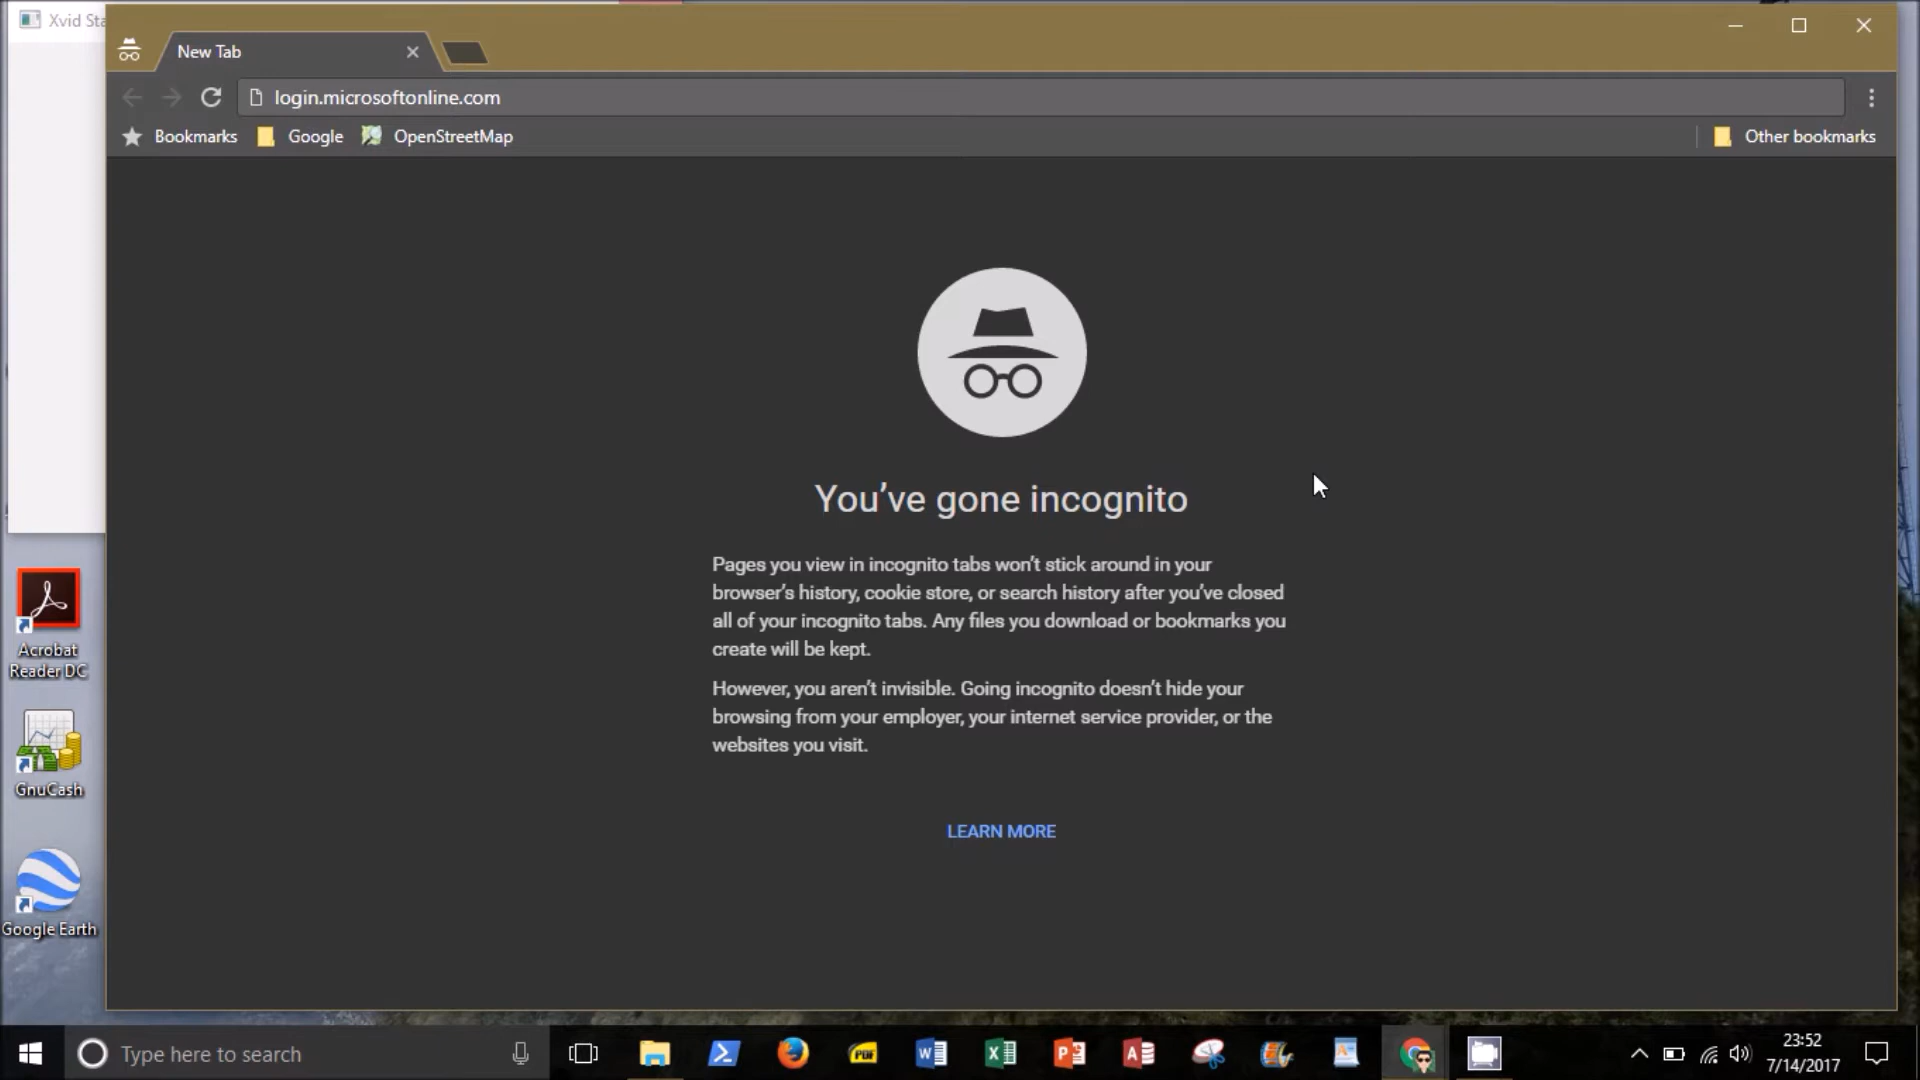 Xvid Sta
New Tab
login.microsoftonline.com
Bookmarks Google OpenStreetMap Other bookmarks
You’ve gone incognito
Pages you view in incognito tabs won’t stick around in your
browser’s history, cookie store, or search history after you’ve closed
all of your incognito tabs. Any files you download or bookmarks you
create will be kept.
However, you aren’t invisible. Going incognito doesn’t hide your
browsing from your employer, your internet service provider, or the
websites you visit.
LEARN MORE
Acrobat
Reader DC
GnuCash
Google Earth
Type here to search
PDF
23:52
7/14/2017